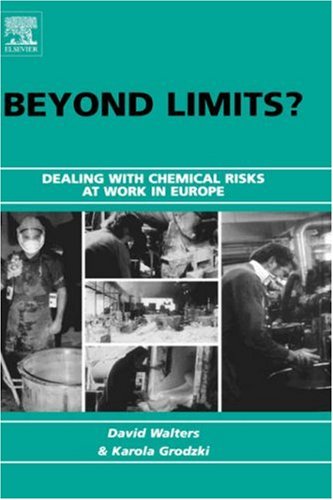 ELSEVIER
BEYOND LIMITS?
DEALING WITH CHEMICAL RISKS
AT WORK IN EUROPE
David Walters
& Karola Grodzki